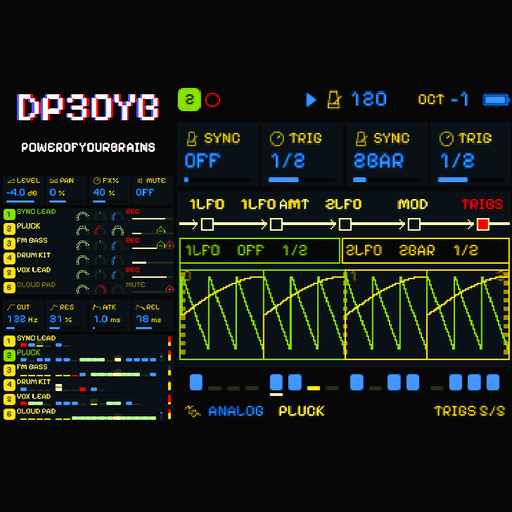 DP30YB
POWEROFYOURBRAINS
LEVEL PAN FX% MUTE
-4.0 dB 0 % 40 % OFF
1 SYNC LEAD REC
2 PLUCK
3 FM BASS REC
4 DRUM KIT
5 VOX LEAD REC
6 CLOUD PAD MUTE
CUT RES ATK REL
138 Hz 31 % 1.0 ms 78 ms
1 SYNC LEAD
2 PLUCK
3 FM BASS
4 DRUM KIT
5 VOX LEAD
6 CLOUD PAD
2 120 OCT -1
SYNC TRIG SYNC TRIG
OFF 1/2 2BAR 1/2
1LFO 1LFO AMT 2LFO MOD TRIGS
1LFO OFF 1/2 2LFO 2BAR 1/2
0 1 2
ANALOG PLUCK TRIGS S/S